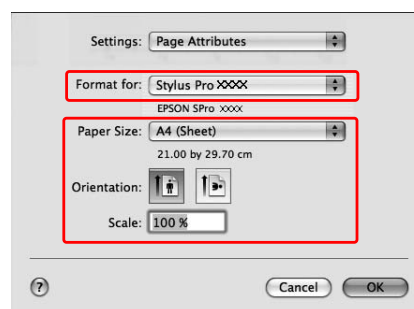 Settings: Page Attributes
Format for: Stylus Pro XXXX
EPSON SPro XXXX
Paper Size: A4 (Sheet)
21.00 by 29.70 cm
Orientation:
Scale: 100 %
? Cancel OK